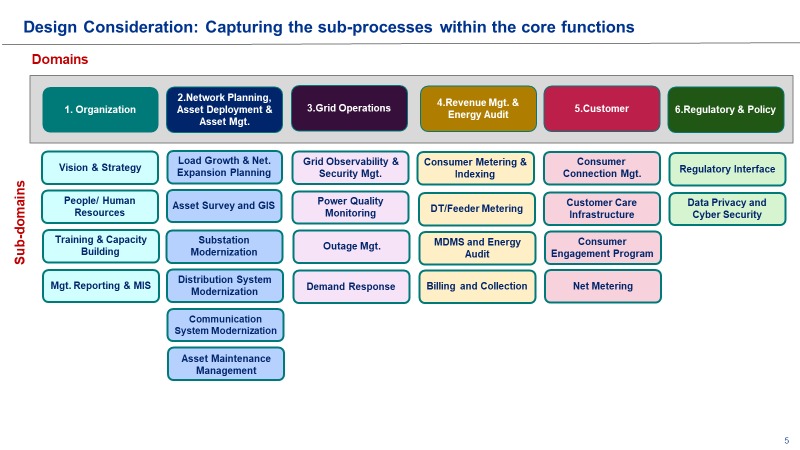 Design Consideration: Capturing the sub-processes within the core functions
Domains
1. Organization
2.Network Planning,
Asset Deployment &
Asset Mgt.
3.Grid Operations
4.Revenue Mgt. &
Energy Audit
5.Customer
6.Regulatory & Policy
Sub-domains
Vision & Strategy
People/ Human
Resources
Training & Capacity
Building
Mgt. Reporting & MIS
Load Growth & Net.
Expansion Planning
Asset Survey and GIS
Substation
Modernization
Distribution System
Modernization
Communication
System Modernization
Asset Maintenance
Management
Grid Observability &
Security Mgt.
Power Quality
Monitoring
Outage Mgt.
Demand Response
Consumer Metering &
Indexing
DT/Feeder Metering
MDMS and Energy
Audit
Billing and Collection
Consumer
Connection Mgt.
Customer Care
Infrastructure
Consumer
Engagement Program
Net Metering
Regulatory Interface
Data Privacy and
Cyber Security
5